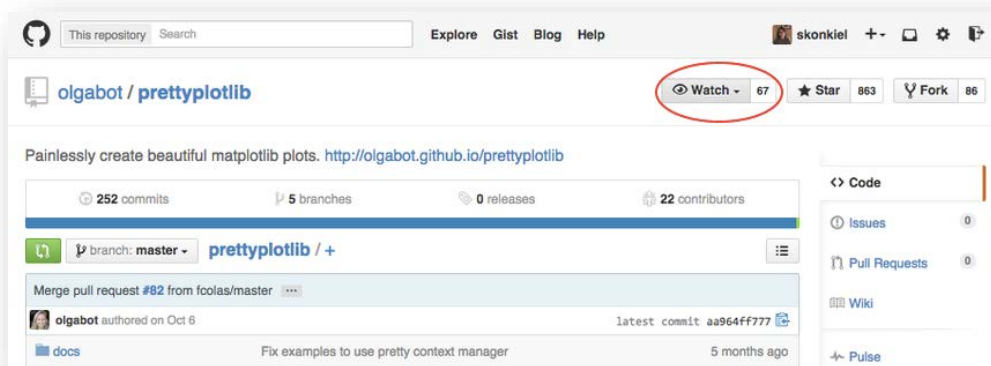 This repository Search Explore Gist Blog Help skonkiel
olgabot / prettyplotlib Watch 67 Star 863 Fork 86
Painlessly create beautiful matplotlib plots. http://olgabot.github.io/prettyplotlib
252 commits 5 branches 0 releases 22 contributors
branch: master prettyplotlib / +
Merge pull request #82 from fcolas/master ...
olgabot authored on Oct 6 latest commit aa964ff777
docs Fix examples to use pretty context manager 5 months ago
<> Code
Issues 0
Pull Requests 0
Wiki
Pulse